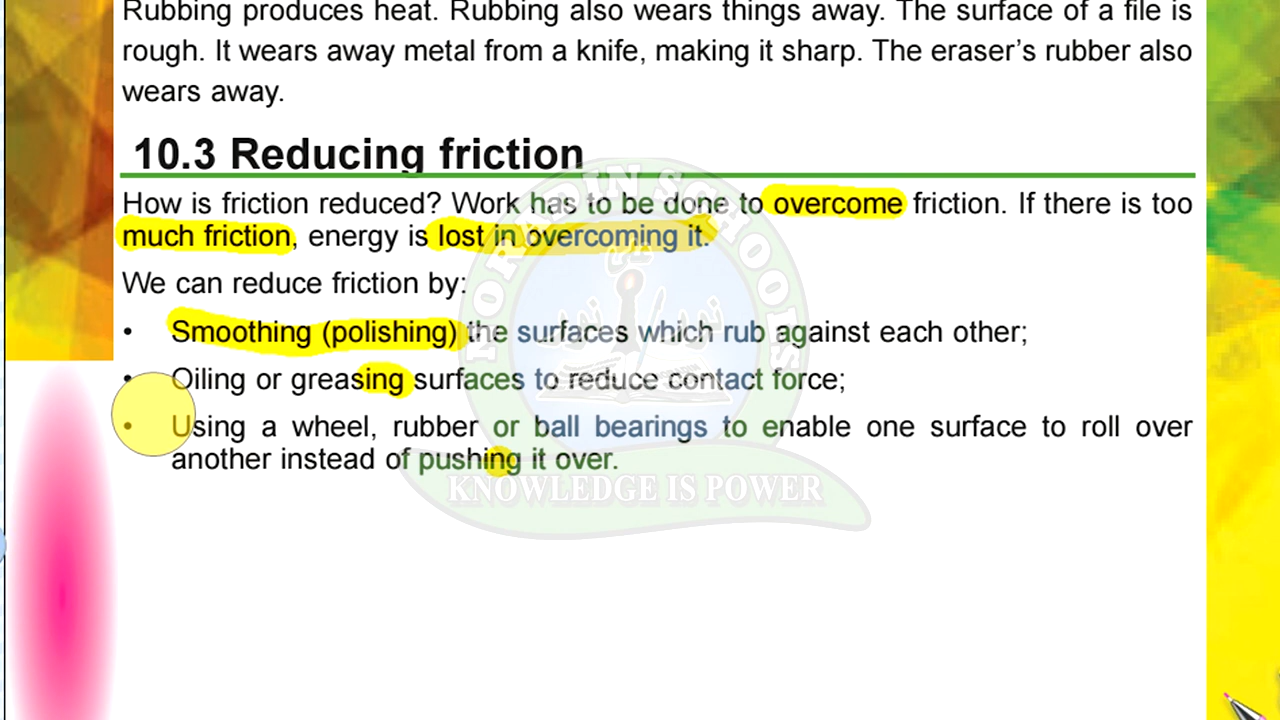 Rubbing produces heat. Rubbing also wears things away. The surface of a file is
rough. It wears away metal from a knife, making it sharp. The eraser’s rubber also
wears away.
10.3 Reducing friction
How is friction reduced? Work has to be done to overcome friction. If there is too
much friction, energy is lost in overcoming it.
We can reduce friction by:
• Smoothing (polishing) the surfaces which rub against each other;
• Oiling or greasing surfaces to reduce contact force;
• Using a wheel, rubber or ball bearings to enable one surface to roll over
another instead of pushing it over.
KNOWLEDGE IS POWER